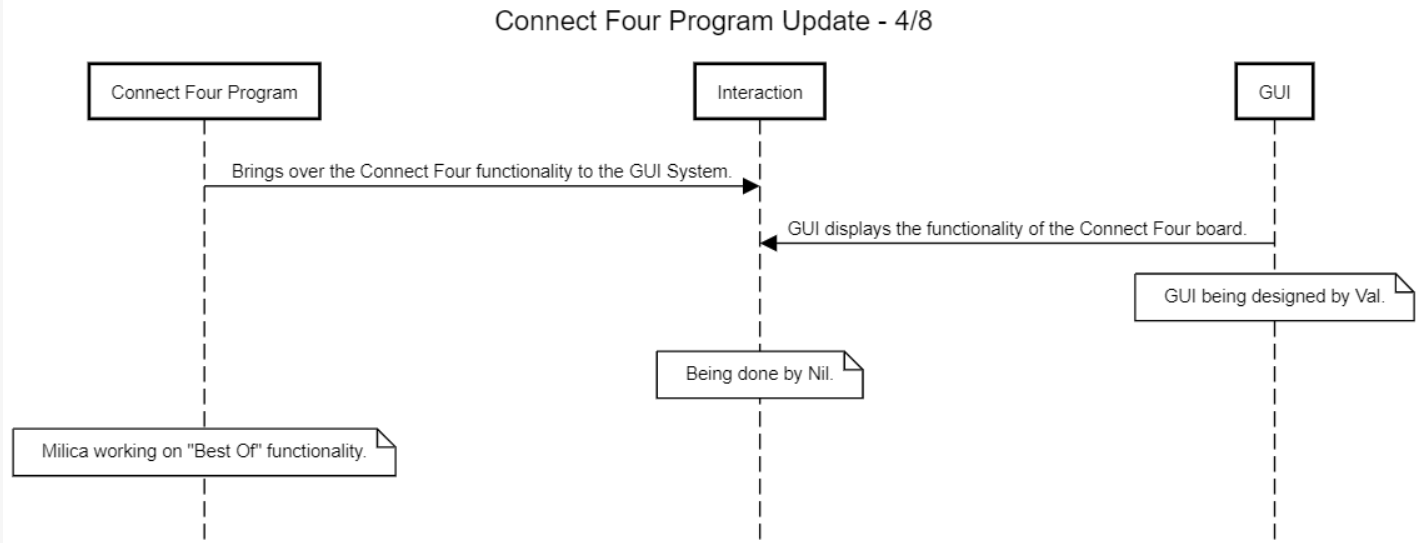 Connect Four Program Update - 4/8
Connect Four Program
Interaction
GUI
Brings over the Connect Four functionality to the GUI System.
GUI displays the functionality of the Connect Four board.
GUI being designed by Val.
Being done by Nil.
Milica working on "Best Of" functionality.